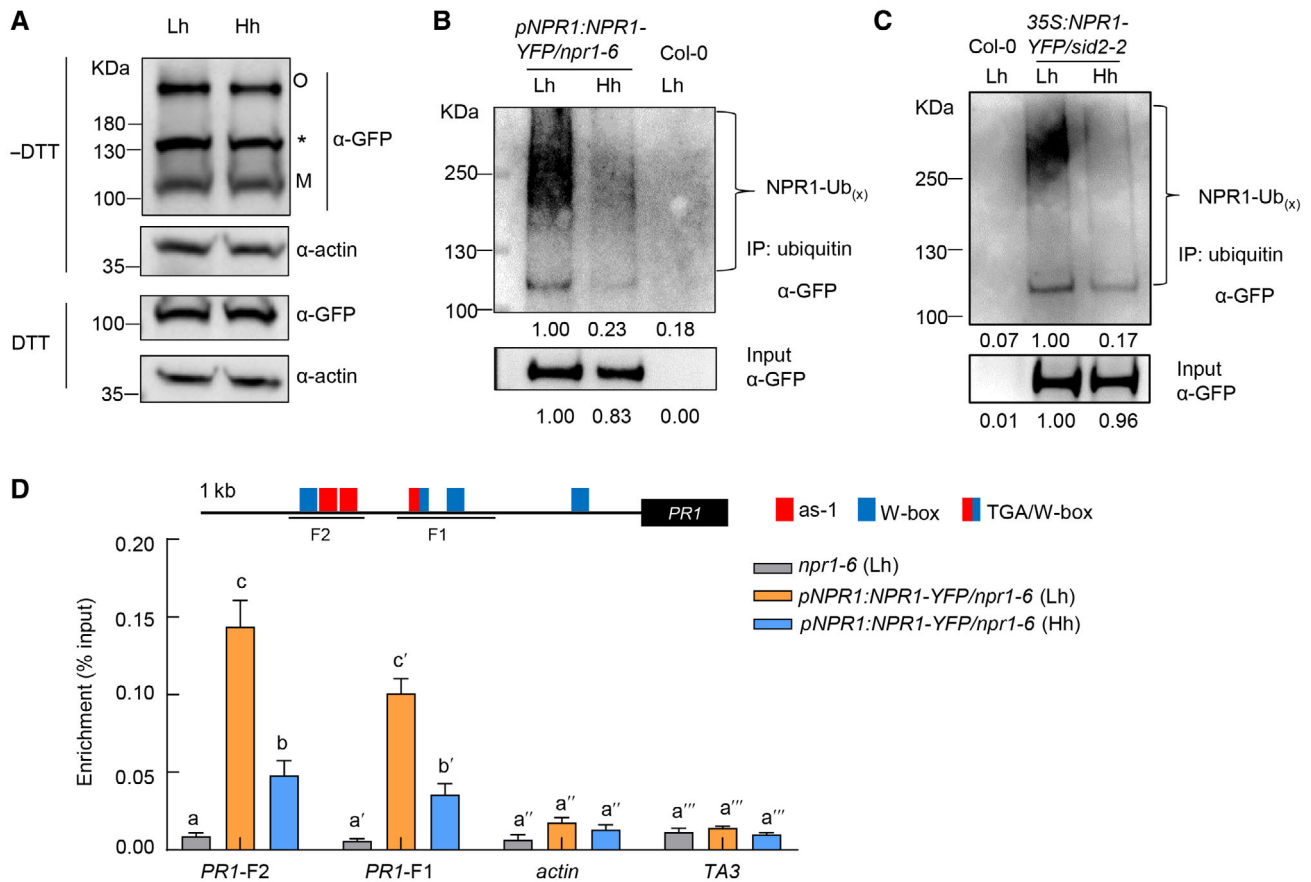 A
Lh Hh
KDa
180
130
100
O
*
M
α-GFP
–DTT
35
α-actin
100
α-GFP
DTT
35
α-actin
B
pNPR1:NPR1-
YFP/npr1-6
Col-0
Lh Hh Lh
KDa
250
130
100
NPR1-Ub(x)
IP: ubiquitin
α-GFP
1.00 0.23 0.18
Input
α-GFP
1.00 0.83 0.00
C
35S:NPR1-
YFP/sid2-2
Col-0
Lh Lh Hh
KDa
250
130
100
NPR1-Ub(x)
IP: ubiquitin
α-GFP
0.07 1.00 0.17
Input
α-GFP
0.01 1.00 0.96
D
1 kb
F2 F1
PR1
as-1 W-box TGA/W-box
npr1-6 (Lh)
pNPR1:NPR1-YFP/npr1-6 (Lh)
pNPR1:NPR1-YFP/npr1-6 (Hh)
Enrichment (% input)
0.20
0.15
0.10
0.05
0.00
a c b
a′ c′ b′
a′′ a′′ a′′
a′′′ a′′′ a′′′
PR1-F2 PR1-F1 actin TA3